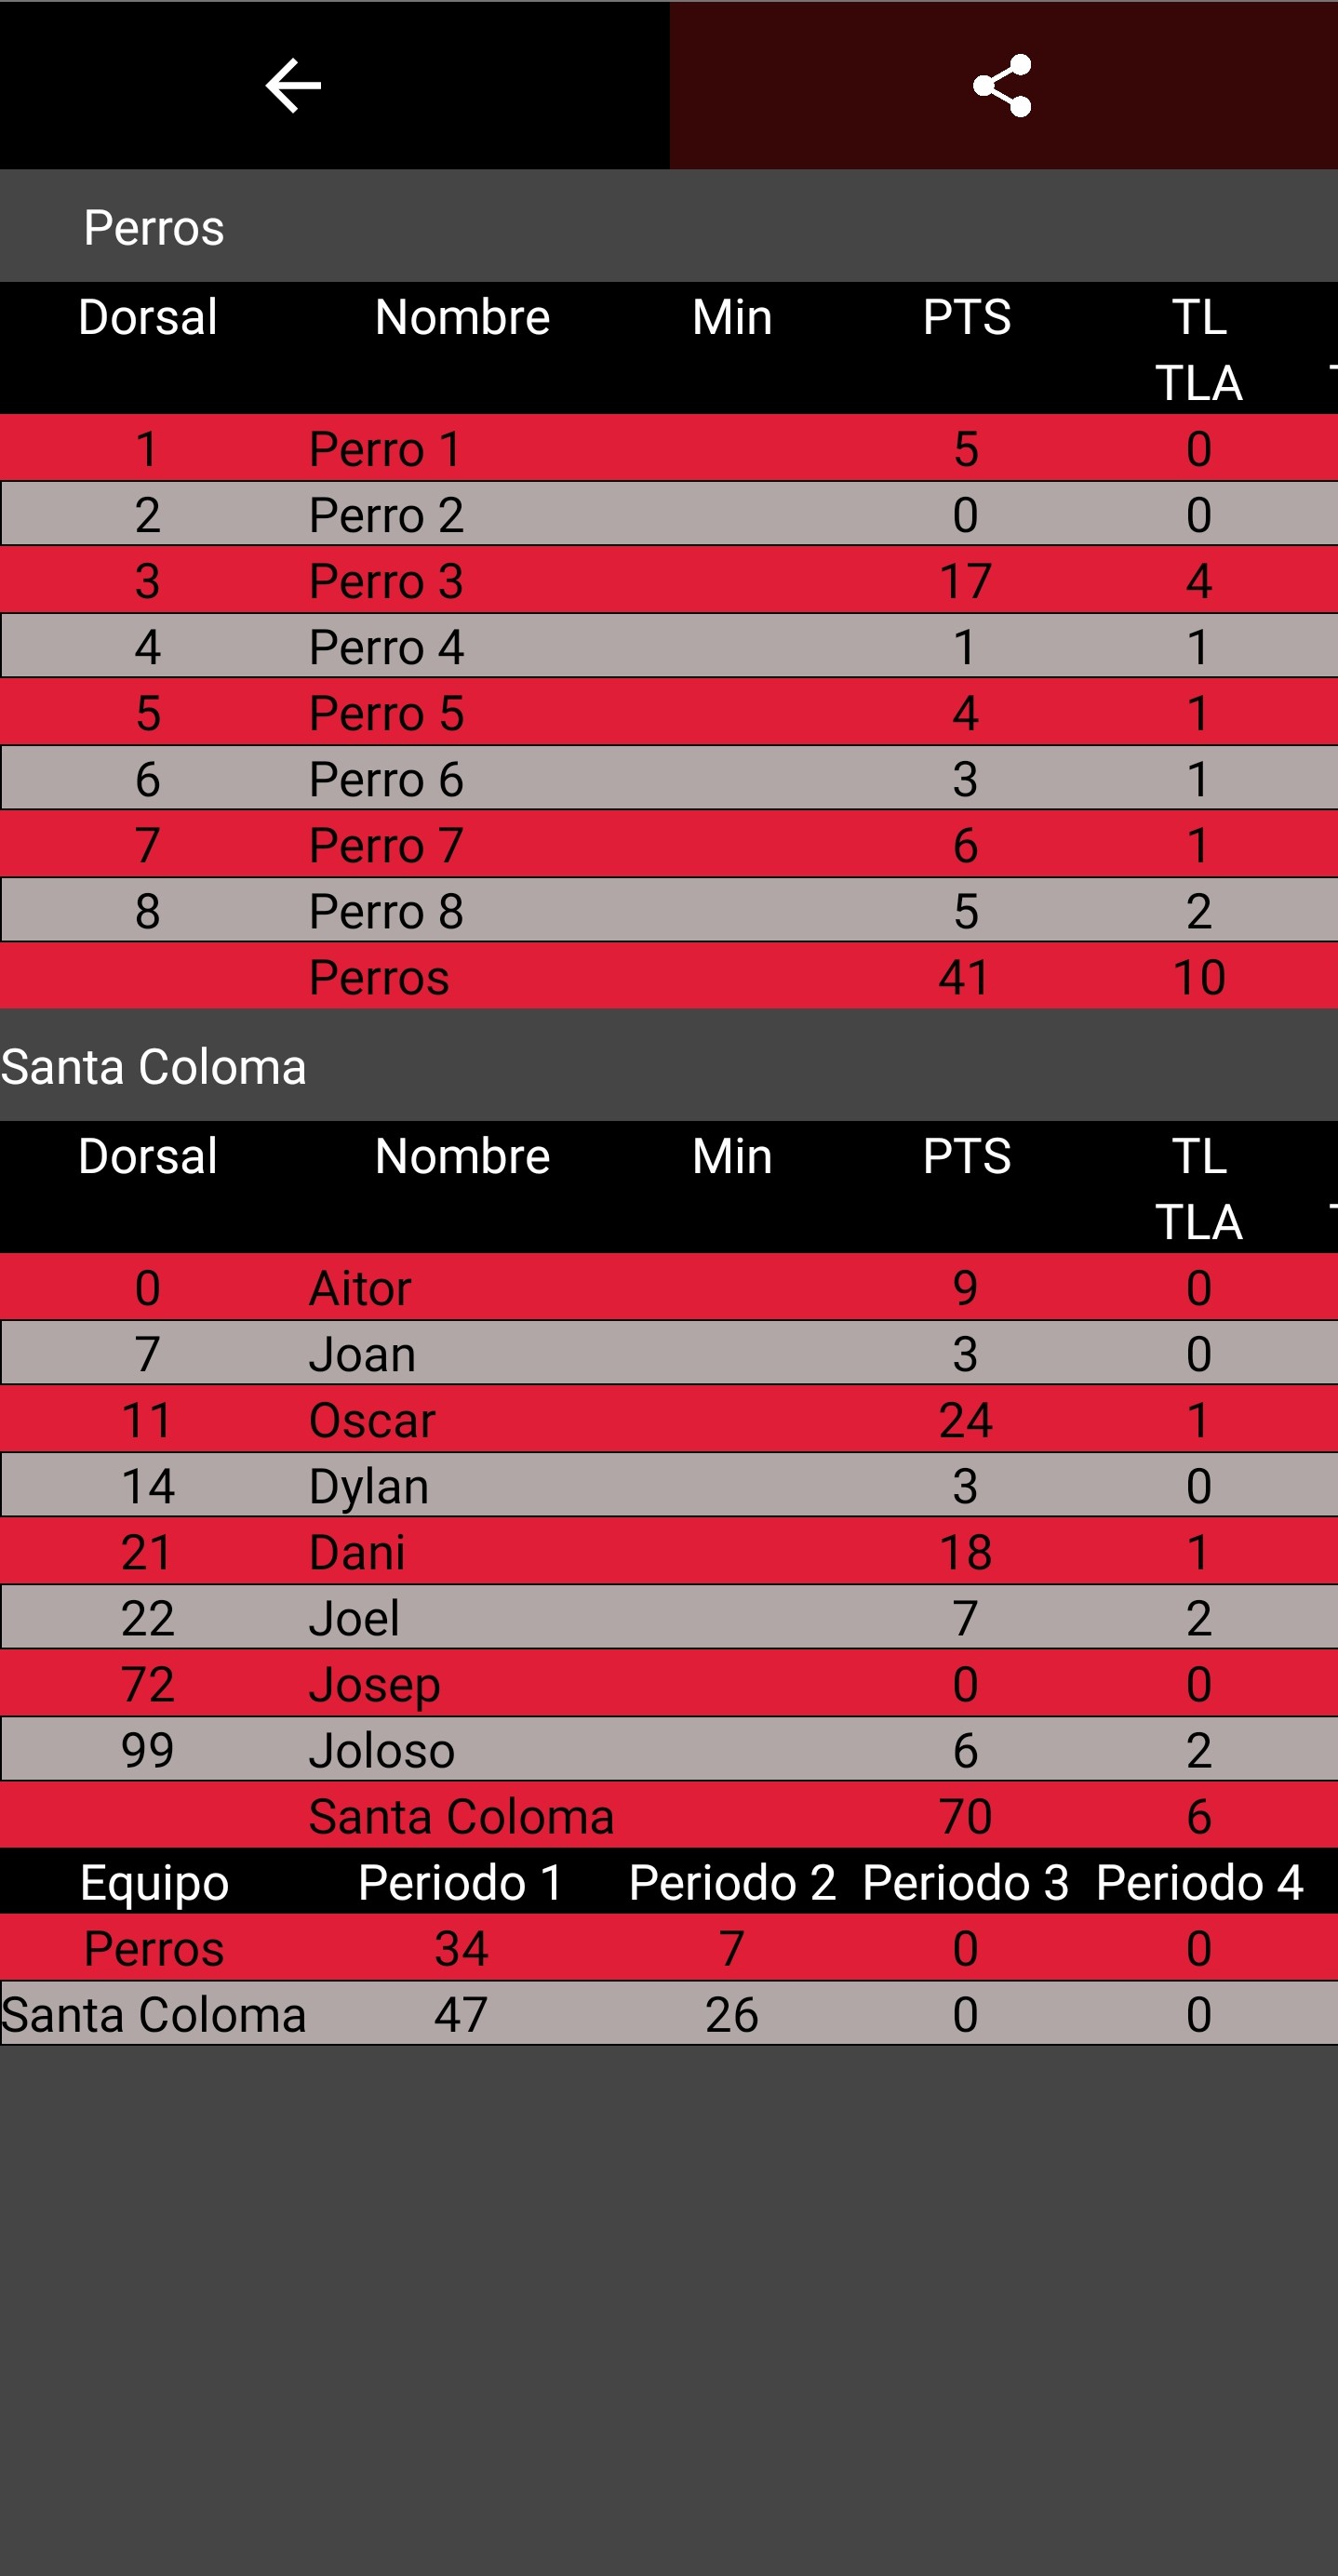 Perros
Dorsal Nombre Min PTS TL
TLA
1 Perro 1 5 0
2 Perro 2 0 0
3 Perro 3 17 4
4 Perro 4 1 1
5 Perro 5 4 1
6 Perro 6 3 1
7 Perro 7 6 1
8 Perro 8 5 2
Perros 41 10
Santa Coloma
Dorsal Nombre Min PTS TL
TLA
0 Aitor 9 0
7 Joan 3 0
11 Oscar 24 1
14 Dylan 3 0
21 Dani 18 1
22 Joel 7 2
72 Josep 0 0
99 Joloso 6 2
Santa Coloma 70 6
Equipo Periodo 1 Periodo 2 Periodo 3 Periodo 4
Perros 34 7 0 0
Santa Coloma 47 26 0 0